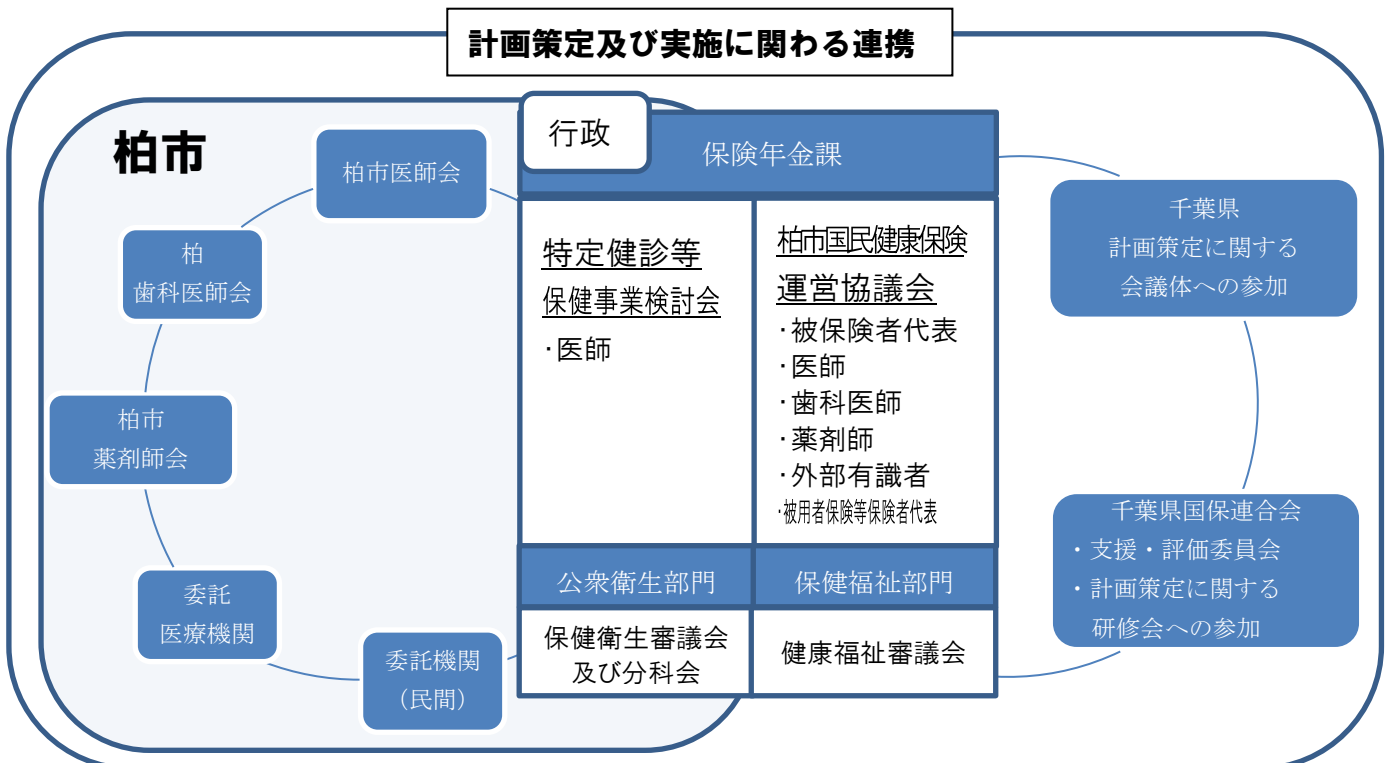 計画策定及び実施に関わる連携
柏市
柏市医師会
柏
歯科医師会
柏市
薬剤師会
委託
医療機関
委託機関
（民間）
行政
保険年金課
特定健診等
保健事業検討会
・医師
柏市国民健康保険
運営協議会
・被保険者代表
・医師
・歯科医師
・薬剤師
・外部有識者
・被用者保険等保険者代表
公衆衛生部門
保健福祉部門
保健衛生審議会
及び分科会
健康福祉審議会
千葉県
計画策定に関する
会議体への参加
千葉県国保連合会
・支援・評価委員会
・計画策定に関する
研修会への参加